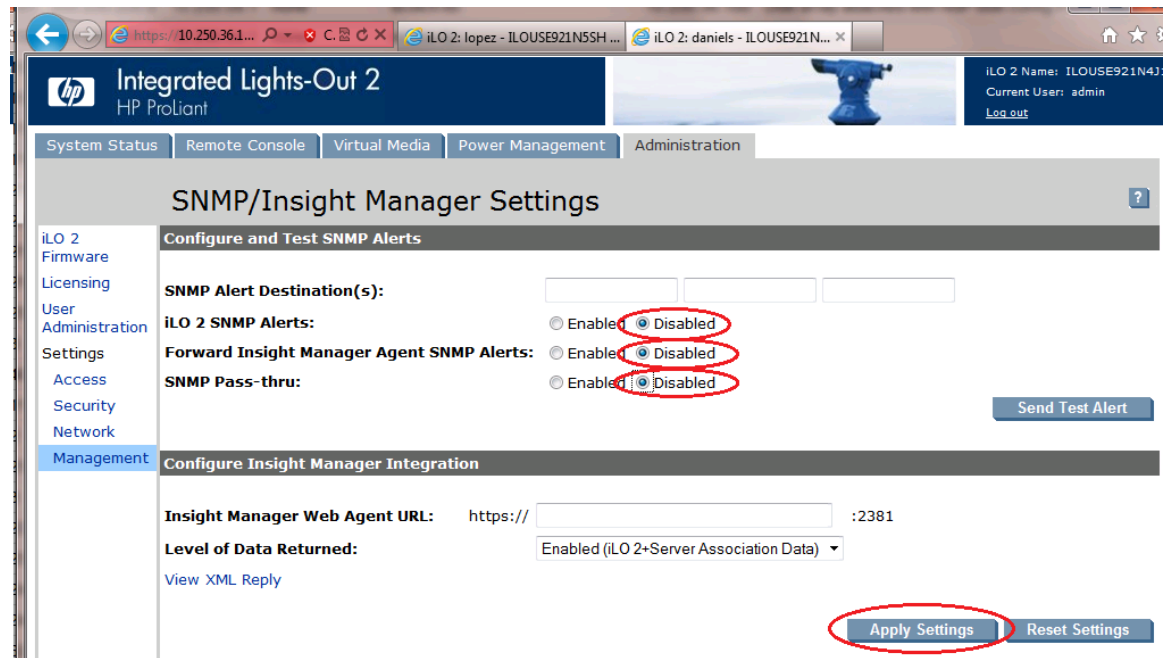 https://10.250.36.1... C.
iLO 2: lopez - ILOUSE921N5SH ...
iLO 2: daniels - ILOUSE921N...
hp
Integrated Lights-Out 2
HP ProLiant
iLO 2 Name: ILOUSE921N4J
Current User: admin
Log out
System Status Remote Console Virtual Media Power Management Administration
SNMP/Insight Manager Settings
?
iLO 2
Firmware
Licensing
User
Administration
Settings
Access
Security
Network
Management
Configure and Test SNMP Alerts
SNMP Alert Destination(s):
iLO 2 SNMP Alerts: Enabled Disabled
Forward Insight Manager Agent SNMP Alerts: Enabled Disabled
SNMP Pass-thru: Enabled Disabled
Send Test Alert
Configure Insight Manager Integration
Insight Manager Web Agent URL: https:// :2381
Level of Data Returned: Enabled (iLO 2+Server Association Data)
View XML Reply
Apply Settings Reset Settings